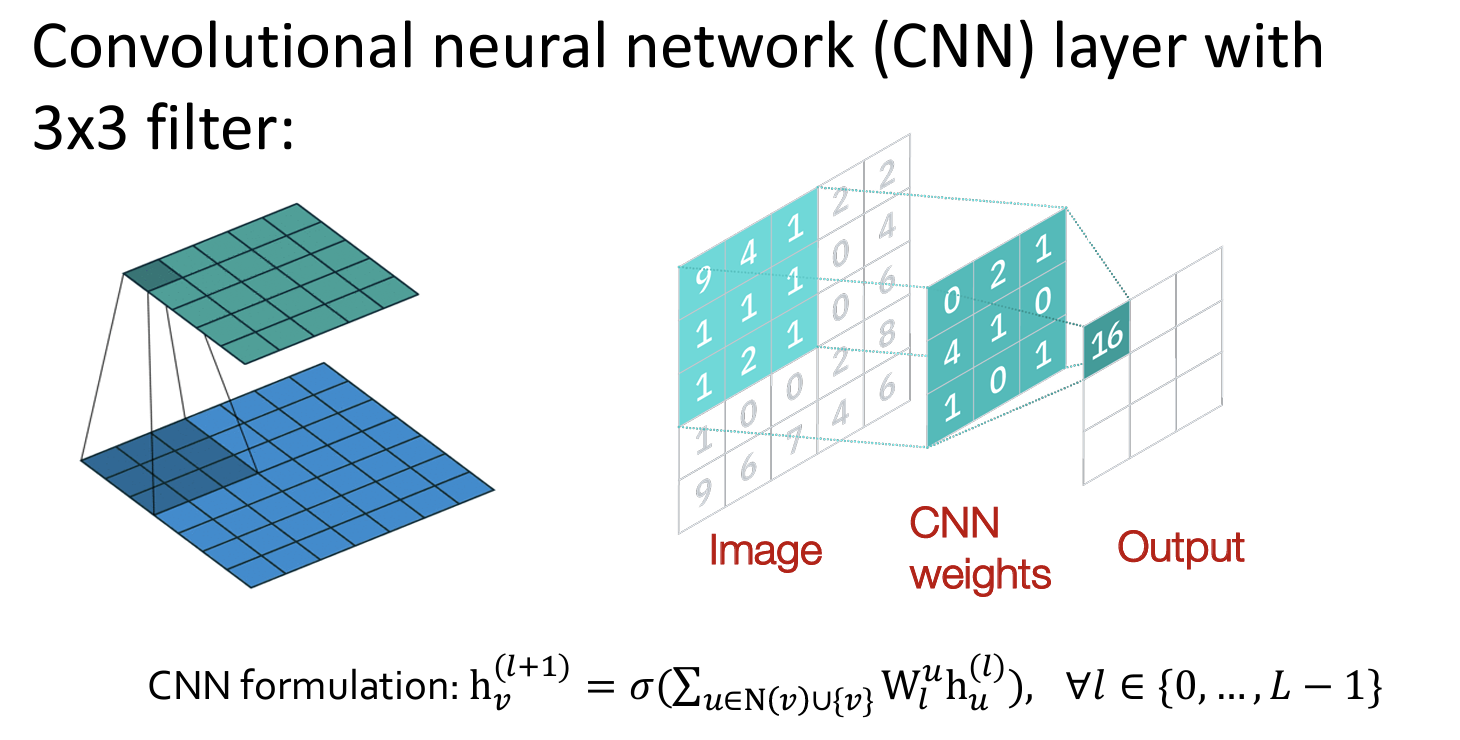 Convolutional neural network (CNN) layer with
3x3 filter:
9 4 1 2 2
1 1 1 0 4
1 2 1 0 6
1 0 0 2 8
9 6 7 4 6
0 2 1
4 1 0
1 0 1
16
Image
CNN
weights
Output
CNN formulation: h_v^{(l+1)} = σ(∑_{u∈N(v)∪{v}} W_l^u h_u^{(l)}), ∀l ∈ {0, ..., L − 1}